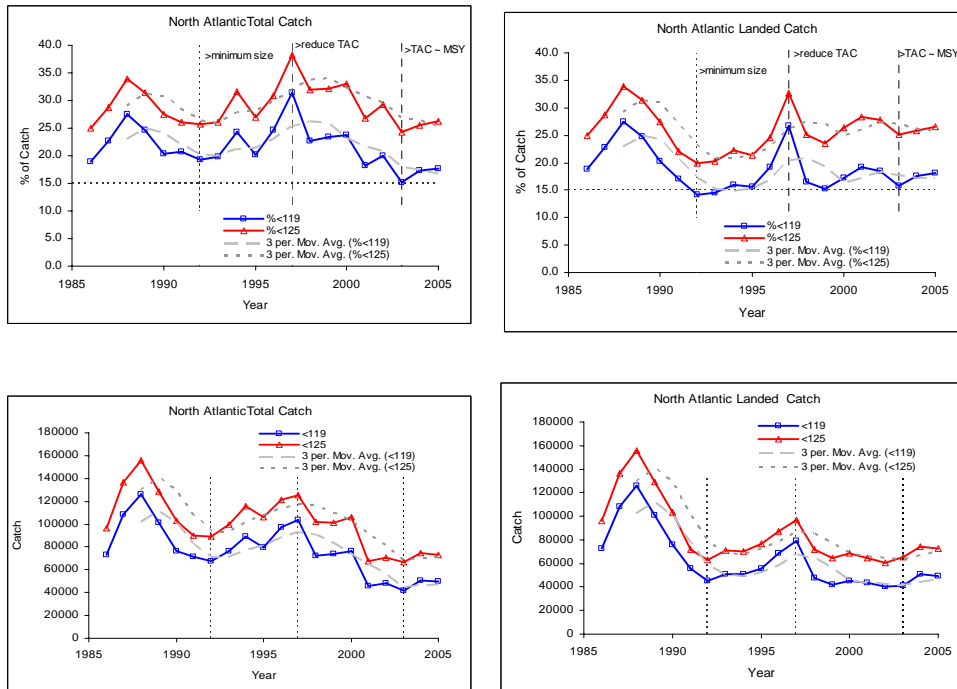 North AtlanticTotal Catch
>minimum size
>reduce TAC
>TAC ~ MSY
40.0
35.0
30.0
25.0
20.0
15.0
10.0
5.0
0.0
% of Catch
%<119
%<125
3 per. Mov. Avg. (%<119)
3 per. Mov. Avg. (%<125)
1985 1990 1995 2000 2005
Year
North Atlantic Landed Catch
>minimum size
>reduce TAC
>TAC ~ MSY
40.0
35.0
30.0
25.0
20.0
15.0
10.0
5.0
0.0
% of Catch
%<119
%<125
3 per. Mov. Avg. (%<119)
3 per. Mov. Avg. (%<125)
1985 1990 1995 2000 2005
Year
North AtlanticTotal Catch
<119
<125
3 per. Mov. Avg. (<119)
3 per. Mov. Avg. (<125)
180000
160000
140000
120000
100000
80000
60000
40000
20000
0
Catch
1985 1990 1995 2000 2005
Year
North Atlantic Landed Catch
<119
<125
3 per. Mov. Avg. (<119)
3 per. Mov. Avg. (<125)
180000
160000
140000
120000
100000
80000
60000
40000
20000
0
Catch
1985 1990 1995 2000 2005
Year